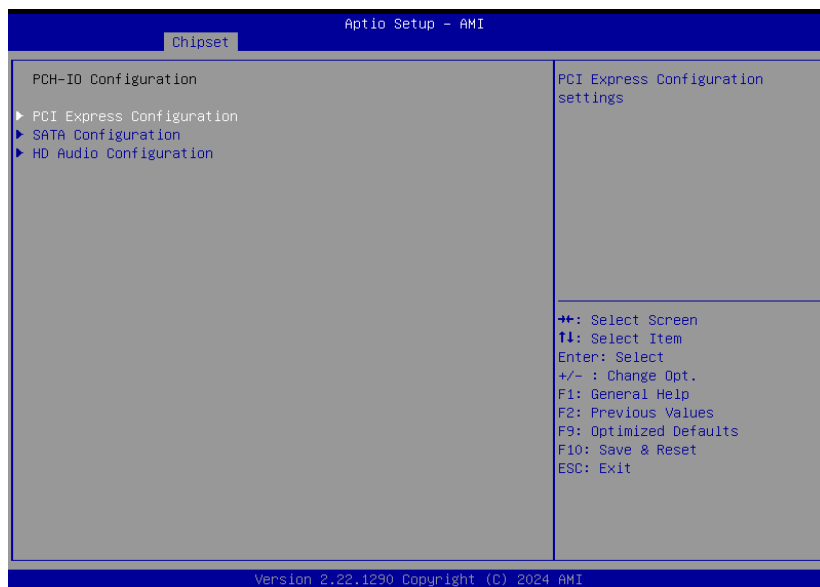 Aptio Setup – AMI
Chipset
PCH-IO Configuration
▶ PCI Express Configuration
▶ SATA Configuration
▶ HD Audio Configuration
PCI Express Configuration
settings
→←: Select Screen
↑↓: Select Item
Enter: Select
+/- : Change Opt.
F1: General Help
F2: Previous Values
F9: Optimized Defaults
F10: Save & Reset
ESC: Exit
Version 2.22.1290 Copyright (C) 2024 AMI